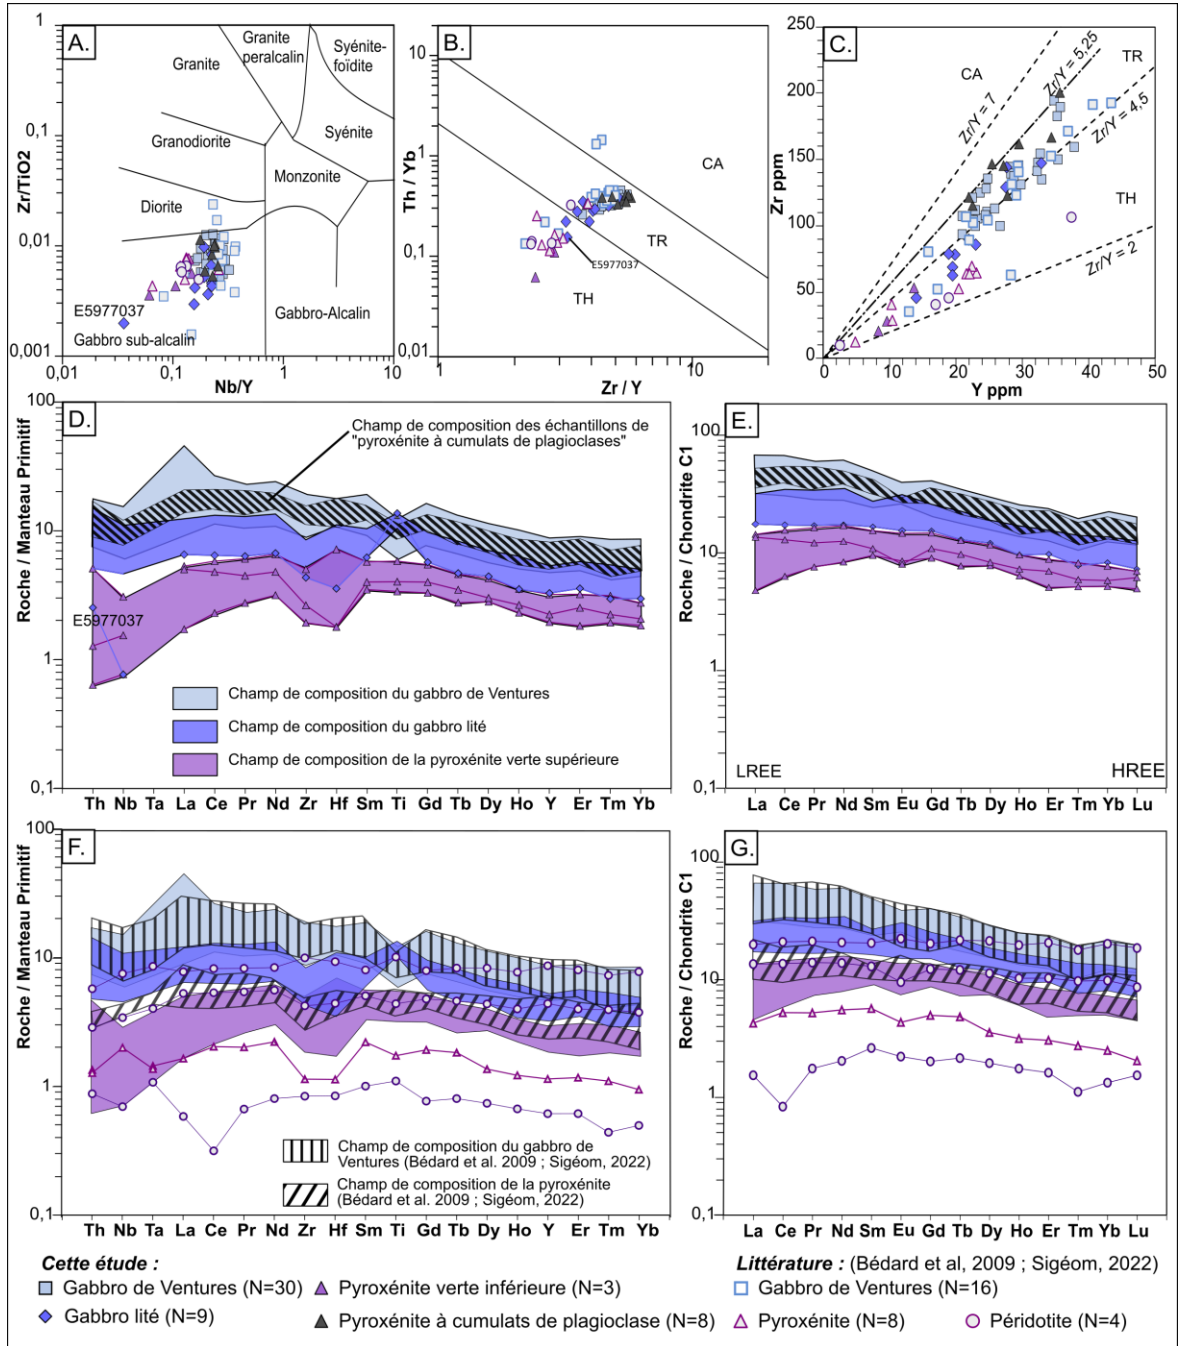 A.
1
0,1
0,01
0,001
Zr/TiO2
Granite
peralcalin
Syénite-
foïdite
Granite
Granodiorite
Syénite
Monzonite
Diorite
E5977037
Gabbro sub-alcalin
Gabbro-Alcalin
0,01
0,1
1
10
Nb/Y
B.
10
1
0,1
0,01
Th / Yb
CA
TR
TH
E5977037
1
10
Zr / Y
C.
250
200
150
100
50
0
Zr ppm
CA
TR
TH
Zr/Y = 7
Zr/Y = 5,25
Zr/Y = 4,5
Zr/Y = 2
0
10
20
30
40
50
Y ppm
D.
100
10
1
0,1
Roche / Manteau Primitif
Champ de composition des échantillons de
"pyroxénite à cumulats de plagioclases"
E5977037
Champ de composition du gabbro de Ventures
Champ de composition du gabbro lité
Champ de composition de la pyroxénite verte supérieure
Th Nb Ta La Ce Pr Nd Zr Hf Sm Ti Gd Tb Dy Ho Y Er Tm Yb
E.
100
10
1
0,1
Roche / Chondrite C1
LREE
HREE
La Ce Pr Nd Sm Eu Gd Tb Dy Ho Er Tm Yb Lu
F.
100
10
1
0,1
Roche / Manteau Primitif
Champ de composition du gabbro de
Ventures (Bédard et al. 2009 ; Sigéom, 2022)
Champ de composition de la pyroxénite
(Bédard et al. 2009 ; Sigéom, 2022)
Th Nb Ta La Ce Pr Nd Zr Hf Sm Ti Gd Tb Dy Ho Y Er Tm Yb
G.
100
10
1
0,1
Roche / Chondrite C1
La Ce Pr Nd Sm Eu Gd Tb Dy Ho Er Tm Yb Lu
Cette étude :
Gabbro de Ventures (N=30)
Pyroxénite verte inférieure (N=3)
Gabbro lité (N=9)
Pyroxénite à cumulats de plagioclase (N=8)
Littérature : (Bédard et al, 2009 ; Sigéom, 2022)
Gabbro de Ventures (N=16)
Pyroxénite (N=8)
Péridotite (N=4)